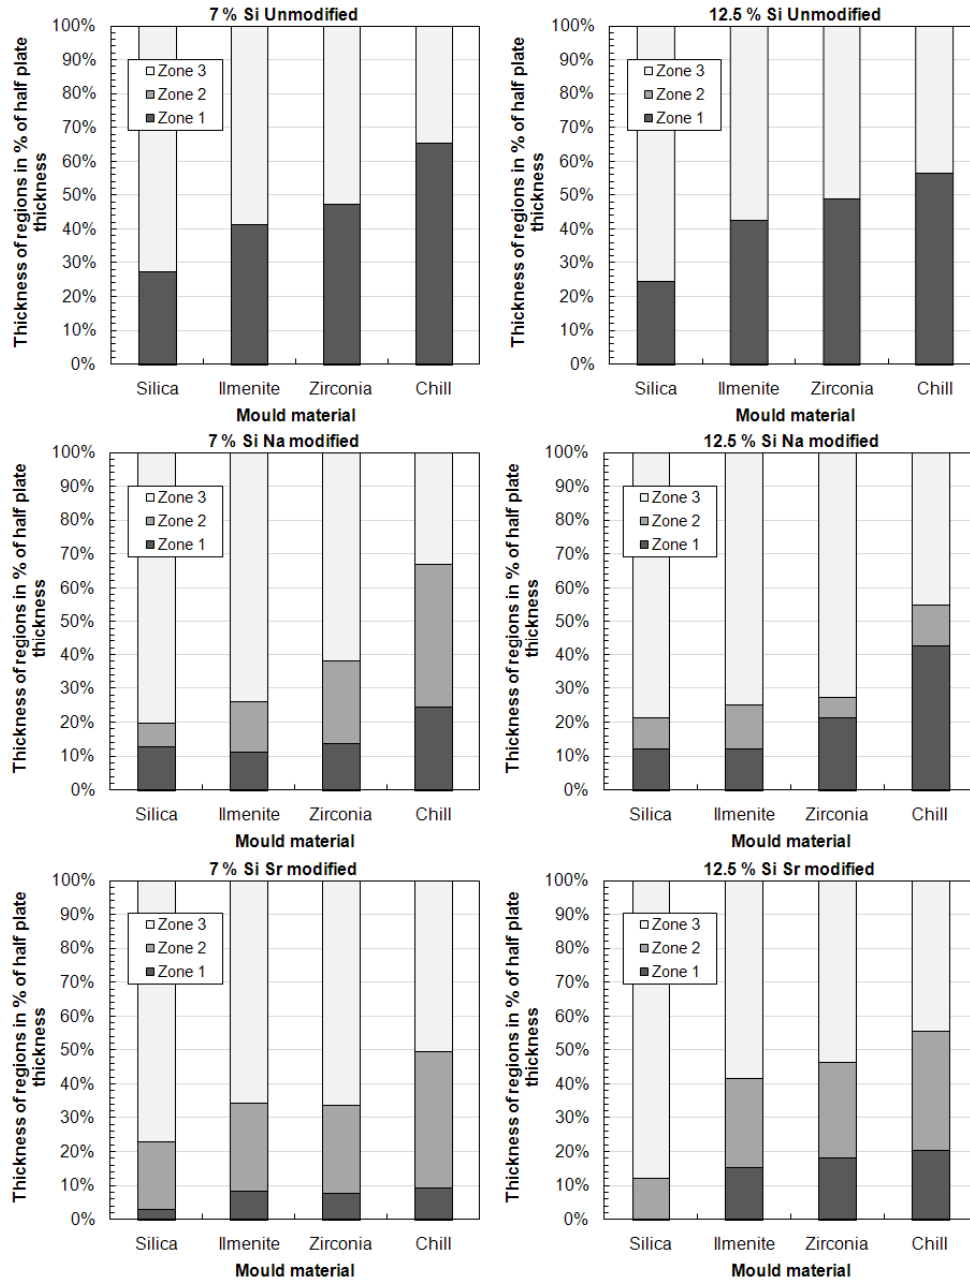 7 % Si Unmodified
Thickness of regions in % of half plate
thickness
100%
90%
80%
70%
60%
50%
40%
30%
20%
10%
0%
Zone 3
Zone 2
Zone 1
Silica Ilmenite Zirconia Chill
Mould material
12.5 % Si Unmodified
Thickness of regions in % of half plate
thickness
100%
90%
80%
70%
60%
50%
40%
30%
20%
10%
0%
Zone 3
Zone 2
Zone 1
Silica Ilmenite Zirconia Chill
Mould material
7 % Si Na modified
Thickness of regions in % of half plate
thickness
100%
90%
80%
70%
60%
50%
40%
30%
20%
10%
0%
Zone 3
Zone 2
Zone 1
Silica Ilmenite Zirconia Chill
Mould material
12.5 % Si Na modified
Thickness of regions in % of half plate
thickness
100%
90%
80%
70%
60%
50%
40%
30%
20%
10%
0%
Zone 3
Zone 2
Zone 1
Silica Ilmenite Zirconia Chill
Mould material
7 % Si Sr modified
Thickness of regions in % of half plate
thickness
100%
90%
80%
70%
60%
50%
40%
30%
20%
10%
0%
Zone 3
Zone 2
Zone 1
Silica Ilmenite Zirconia Chill
Mould material
12.5 % Si Sr modified
Thickness of regions in % of half plate
thickness
100%
90%
80%
70%
60%
50%
40%
30%
20%
10%
0%
Zone 3
Zone 2
Zone 1
Silica Ilmenite Zirconia Chill
Mould material